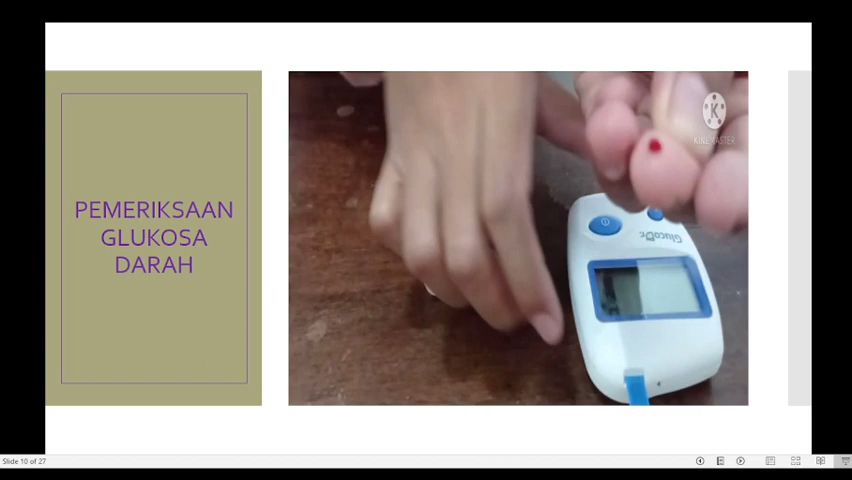 PEMERIKSAAN
GLUKOSA
DARAH
KINEMASTER
GlucoDr
Slide 10 of 27